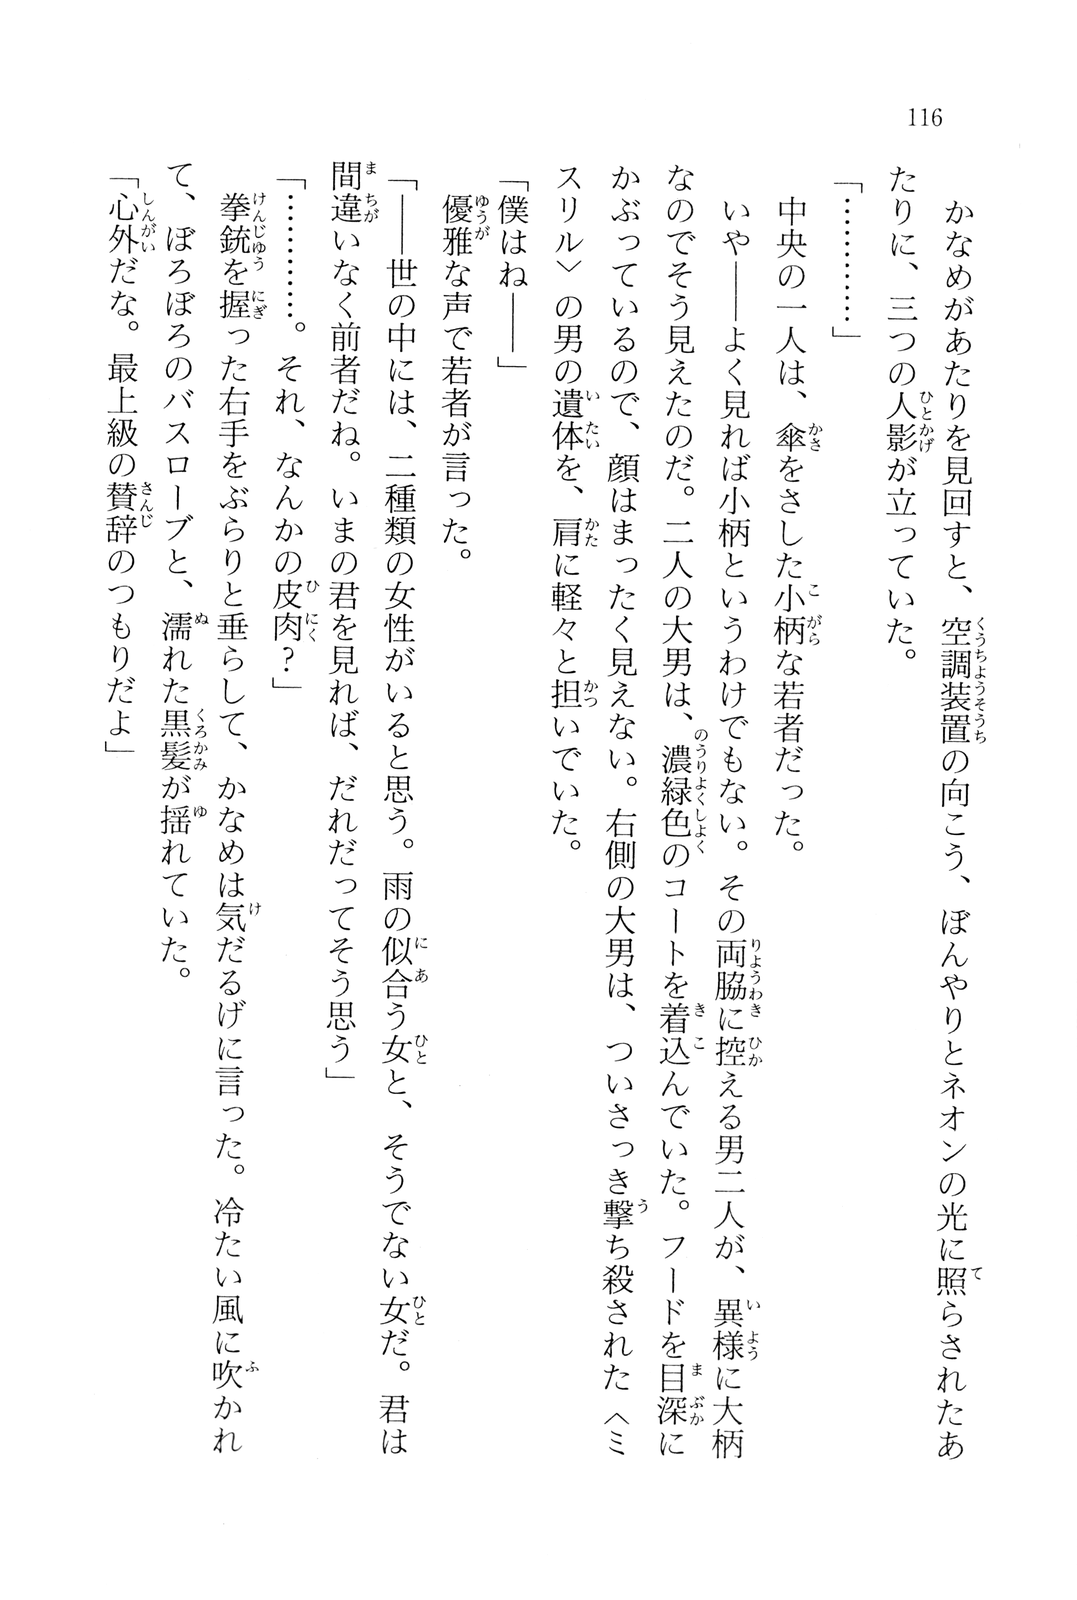 116
かなめがあたりを見回すと、空調装置の向こう、ぼんやりとネオンの光に照らされたあ
たりに、三つの人影が立っていた。
「…………」
中央の一人は、傘をさした小柄な若者だった。
いや――よく見れば小柄というわけでもない。その両脇に控える男二人が、異様に大柄
なのでそう見えたのだ。二人の大男は、濃緑色のコートを着込んでいた。フードを目深に
かぶっているので、顔はまったく見えない。右側の大男は、ついさっき撃ち殺された〈ミ
スリル〉の男の遺体を、肩に軽々と担いでいた。
「僕はね――」
優雅な声で若者が言った。
「――世の中には、二種類の女性がいると思う。雨の似合う女と、そうでない女だ。君は
間違いなく前者だね。いまの君を見れば、だれだってそう思う」
「…………。それ、なんかの皮肉?」
拳銃を握った右手をぶらりと垂らして、かなめは気だるげに言った。冷たい風に吹かれ
て、ぼろぼろのバスローブと、濡れた黒髪が揺れていた。
「心外だな。最上級の賛辞のつもりだよ」